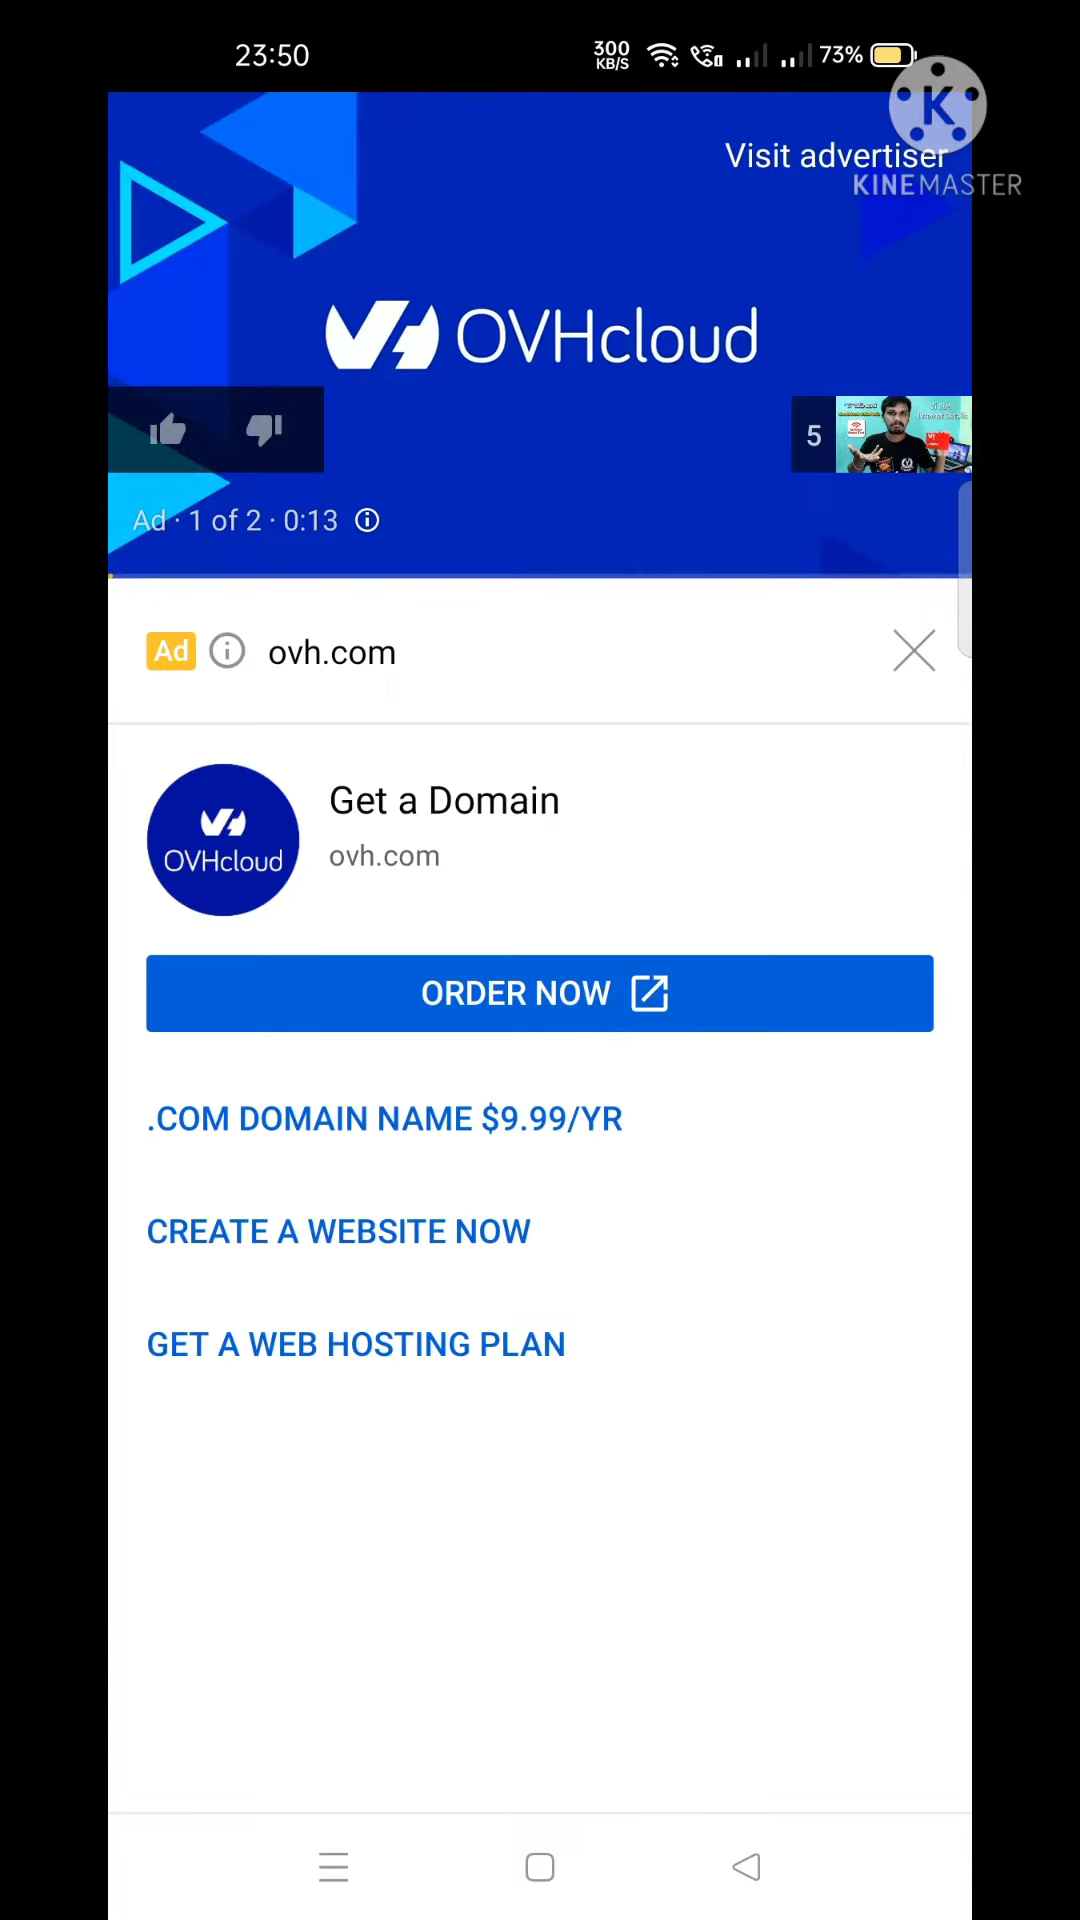 23:50
300
KB/S
73%
K
Visit advertiser
KINEMASTER
OVHcloud
5
Ad · 1 of 2 · 0:13
Ad
ovh.com
OVHcloud
Get a Domain
ovh.com
ORDER NOW
.COM DOMAIN NAME $9.99/YR
CREATE A WEBSITE NOW
GET A WEB HOSTING PLAN